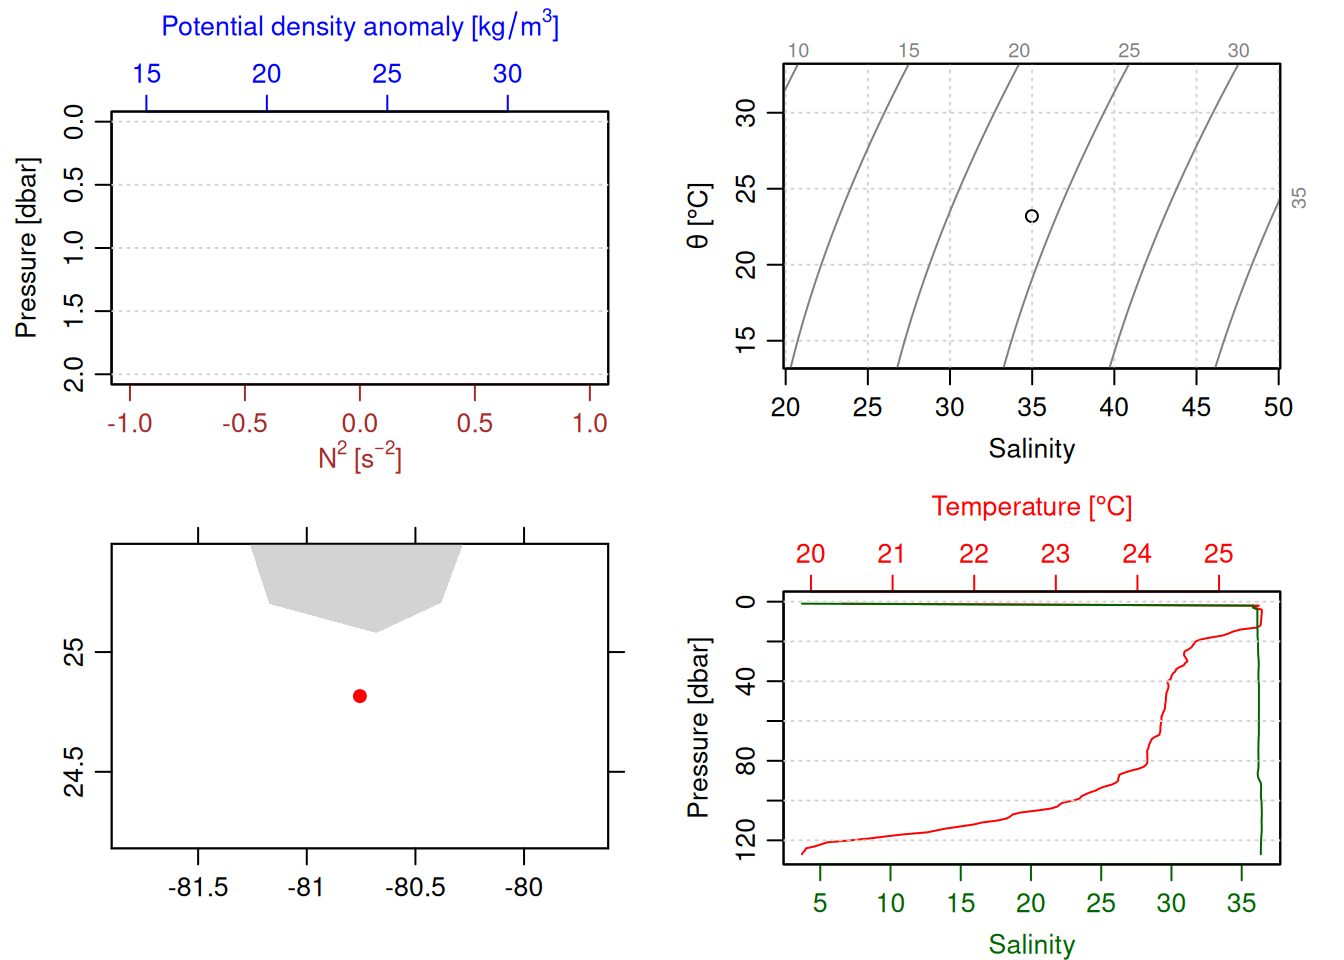 Potential density anomaly [kg/m³]
15 20 25 30
Pressure [dbar]
0.0
0.5
1.0
1.5
2.0
-1.0 -0.5 0.0 0.5 1.0
N² [s⁻²]
10 15 20 25 30
35
θ [°C]
30
25
20
15
20 25 30 35 40 45 50
Salinity
25
24.5
-81.5 -81 -80.5 -80
Temperature [°C]
20 21 22 23 24 25
Pressure [dbar]
0
40
80
120
5 10 15 20 25 30 35
Salinity